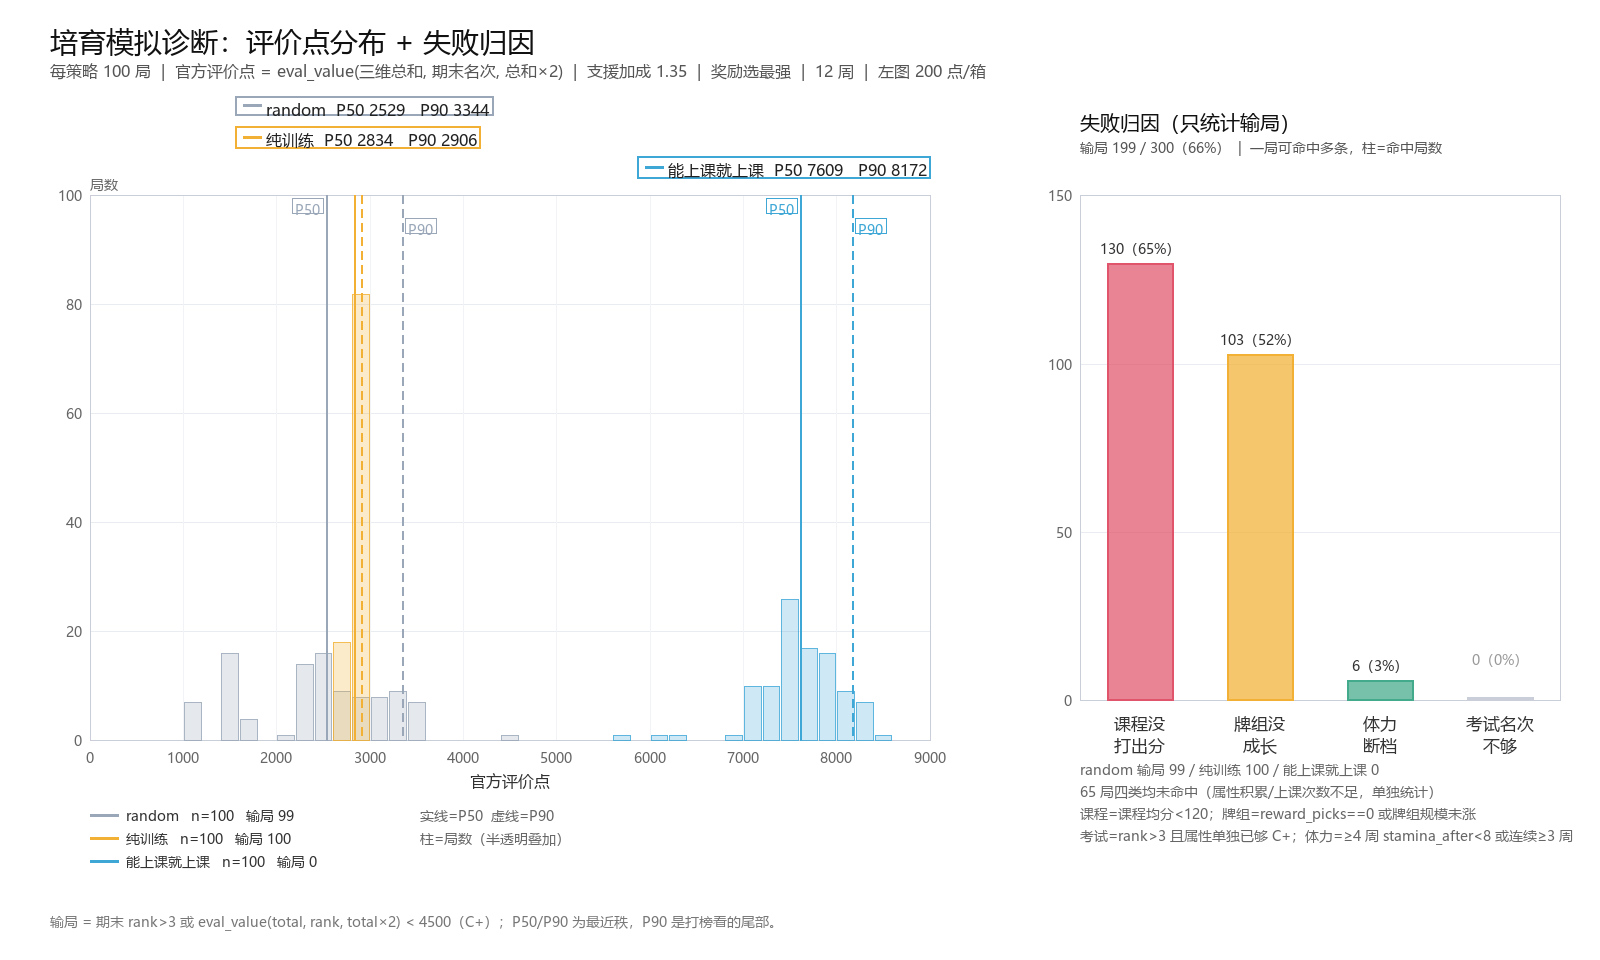 培育模拟诊断：评价点分布 + 失败归因
每策略 100 局 | 官方评价点 = eval_value(三维总和, 期末名次, 总和×2) | 支援加成 1.35 | 奖励选最强 | 12 周 | 左图 200 点/箱
random P50 2529 P90 3344
纯训练 P50 2834 P90 2906
能上课就上课 P50 7609 P90 8172
局数
100
80
60
40
20
0
P50
P90
P50
P90
0 1000 2000 3000 4000 5000 6000 7000 8000 9000
官方评价点
random n=100 输局 99
纯训练 n=100 输局 100
能上课就上课 n=100 输局 0
实线=P50 虚线=P90
柱=局数（半透明叠加）
失败归因（只统计输局）
输局 199 / 300（66%） | 一局可命中多条，柱=命中局数
150
100
50
0
130（65%）
103（52%）
6（3%）
0（0%）
课程没
打出分
牌组没
成长
体力
断档
考试名次
不够
random 输局 99 / 纯训练 100 / 能上课就上课 0
65 局四类均未命中（属性积累/上课次数不足，单独统计）
课程=课程均分<120；牌组=reward_picks==0 或牌组规模未涨
考试=rank>3 且属性单独已够 C+；体力=≥4 周 stamina_after<8 或连续≥3 周
输局 = 期末 rank>3 或 eval_value(total, rank, total×2) < 4500（C+）；P50/P90 为最近秩，P90 是打榜看的尾部。